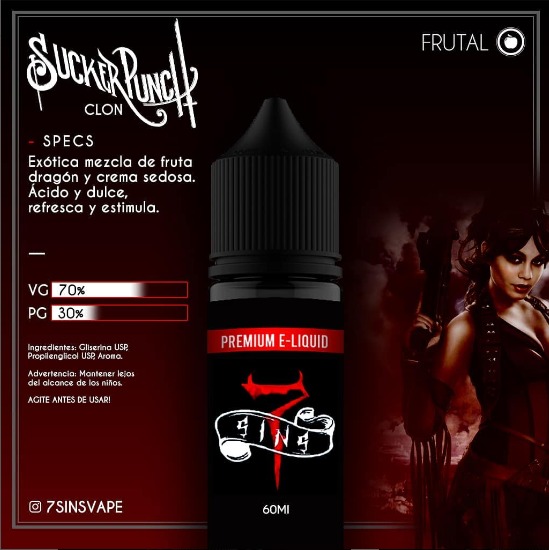 SUCKERPUNCH
CLON
FRUTAL
- SPECS
Exótica mezcla de fruta
dragón y crema sedosa.
Ácido y dulce,
refresca y estimula.
VG 70%
PG 30%
Ingredientes: Gliserina USP,
Propilenglicol USP, Aroma.
Advertencia: Mantener lejos
del alcance de los niños.
AGITE ANTES DE USAR!
7SINSVAPE
PREMIUM E-LIQUID
7
SINS
60Ml